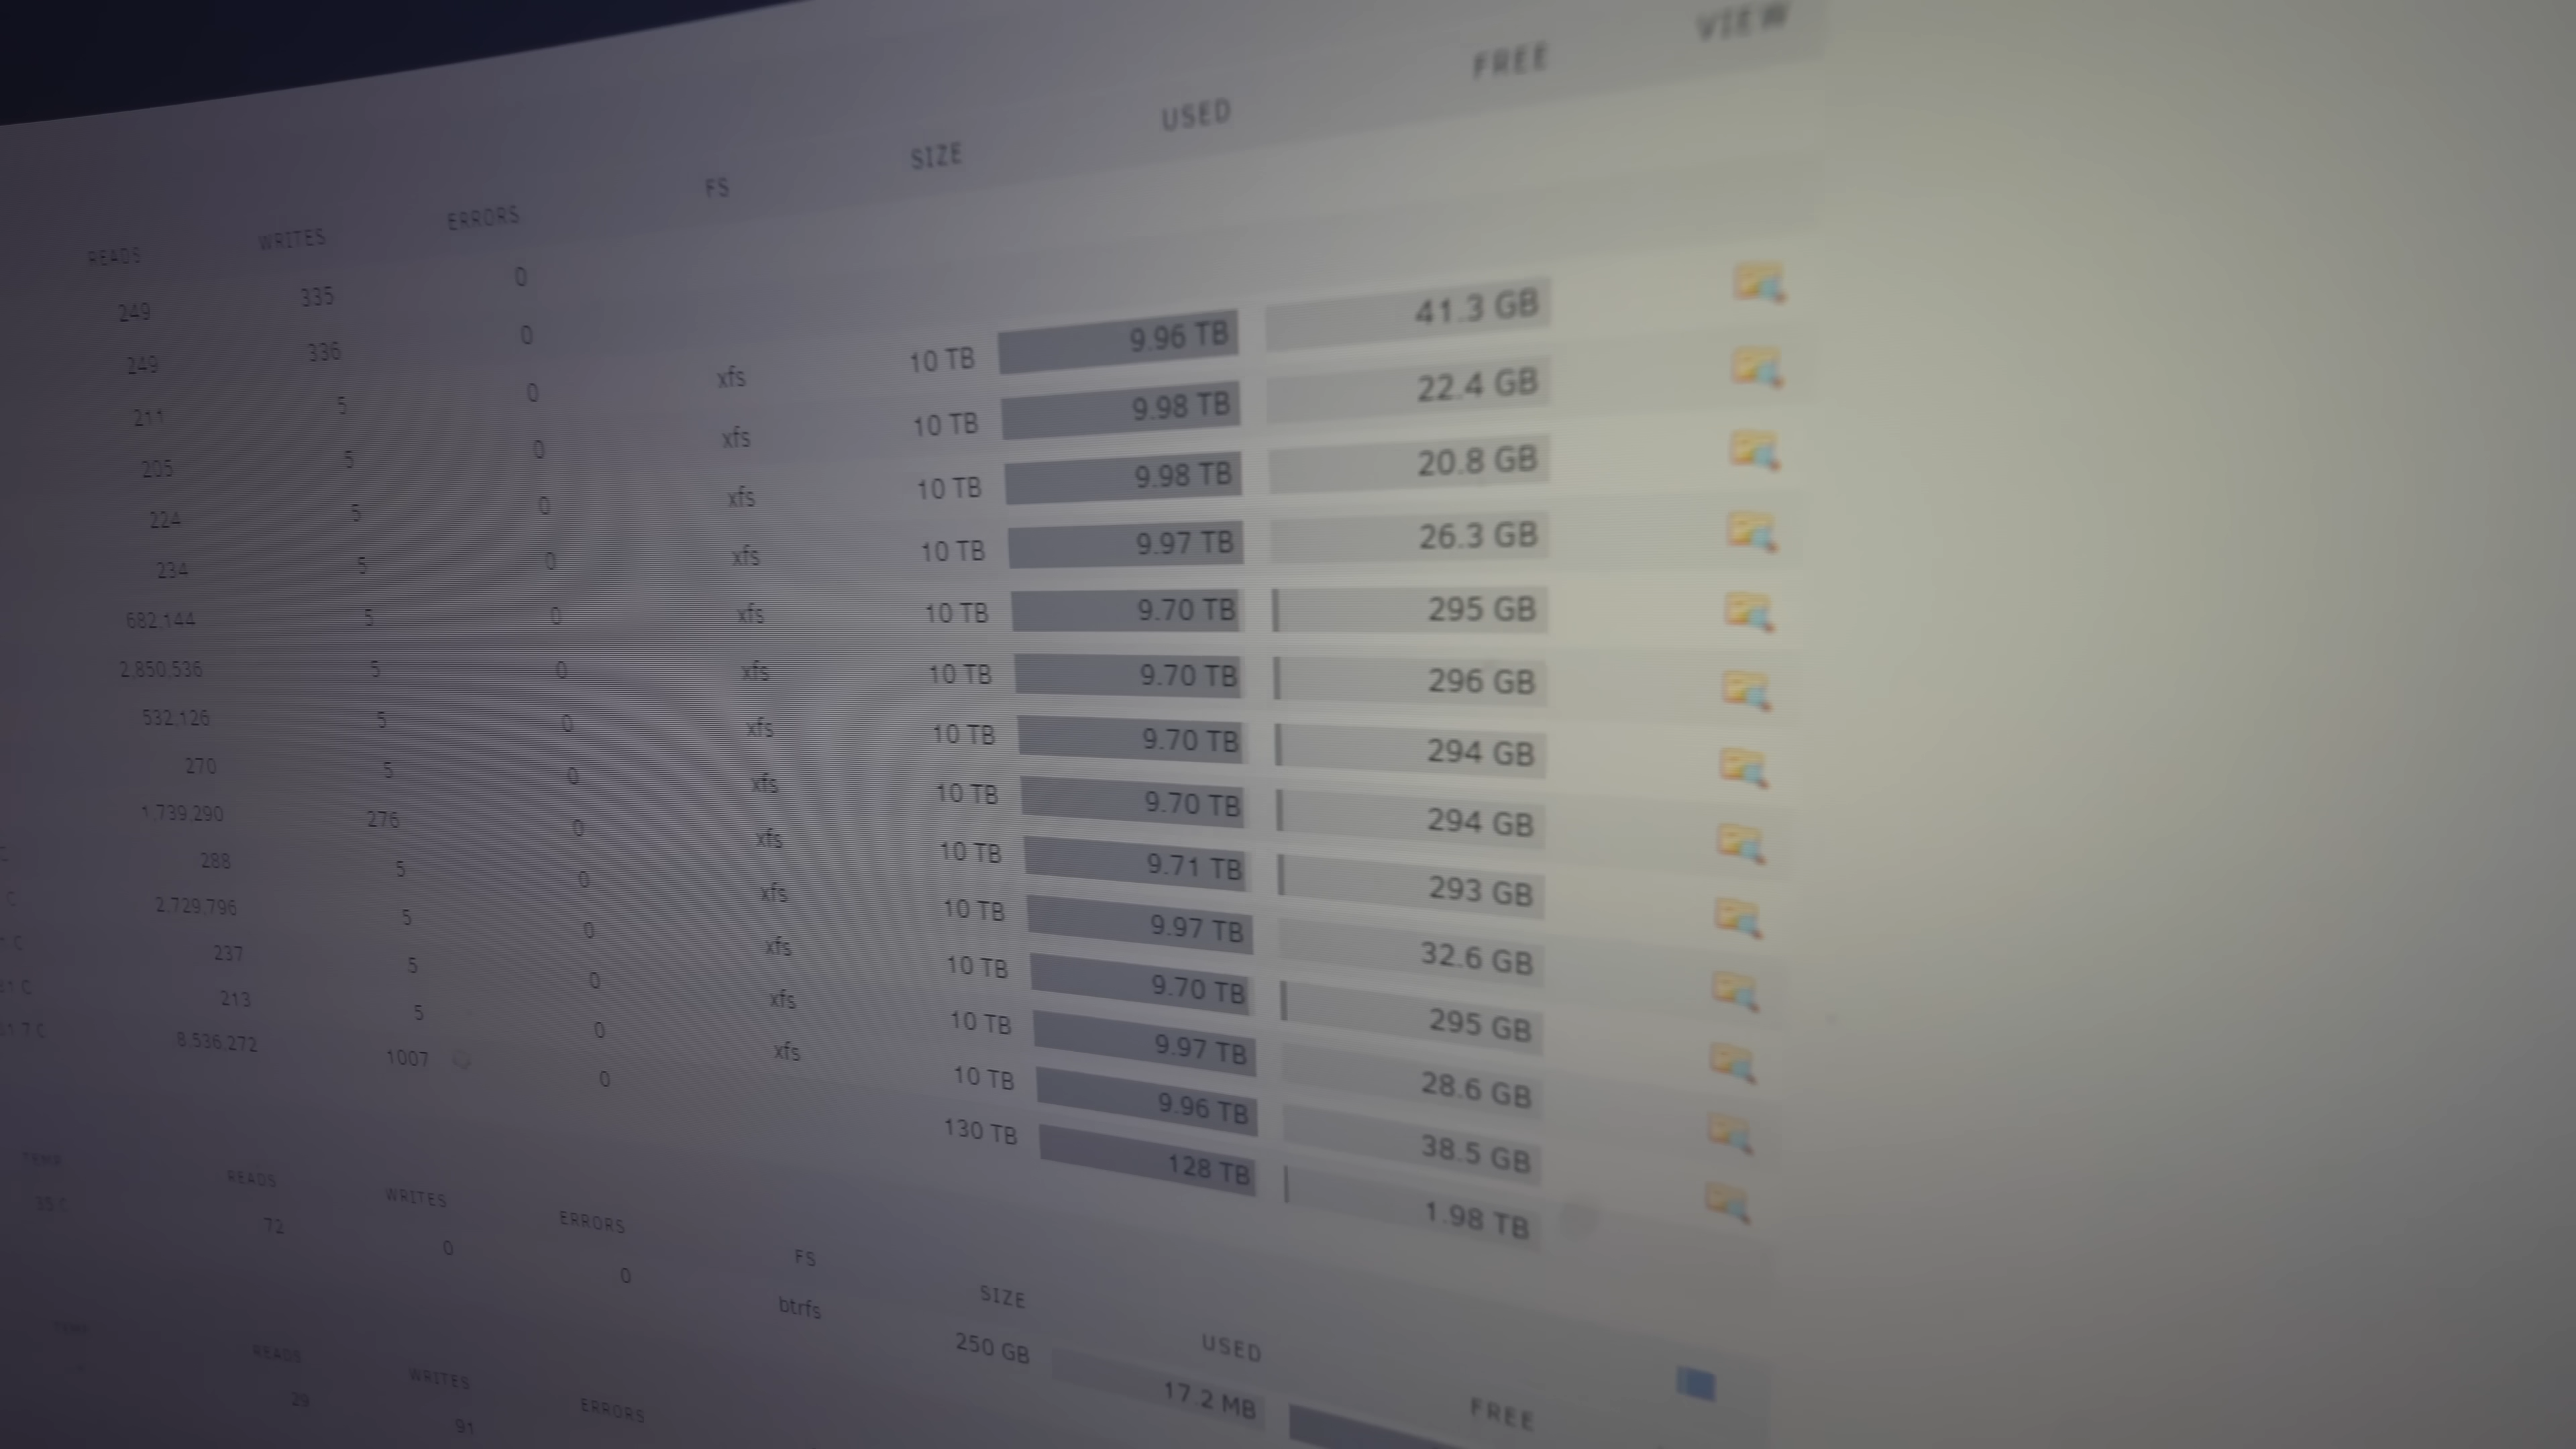 READS WRITES ERRORS FS SIZE USED FREE VIEW
249 335 0
249 336 0
211 5 0 xfs 10 TB 9.96 TB 41.3 GB
205 5 0 xfs 10 TB 9.98 TB 22.4 GB
224 5 0 xfs 10 TB 9.98 TB 20.8 GB
234 5 0 xfs 10 TB 9.97 TB 26.3 GB
682,144 5 0 xfs 10 TB 9.70 TB 295 GB
2,850,536 5 0 xfs 10 TB 9.70 TB 296 GB
532,126 5 0 xfs 10 TB 9.70 TB 294 GB
270 5 0 xfs 10 TB 9.70 TB 294 GB
1,739,290 276 0 xfs 10 TB 9.71 TB 293 GB
C 288 5 0 xfs 10 TB 9.97 TB 32.6 GB
C 2,729,796 5 0 xfs 10 TB 9.70 TB 295 GB
C 237 5 0 xfs 10 TB 9.97 TB 28.6 GB
C 213 5 0 xfs 10 TB 9.96 TB 38.5 GB
C 8,536,272 1007 0 130 TB 128 TB 1.98 TB
TEMP READS WRITES ERRORS FS SIZE USED FREE
35 C 72 0 0 btrfs 250 GB 17.2 MB
READS WRITES ERRORS
29 91